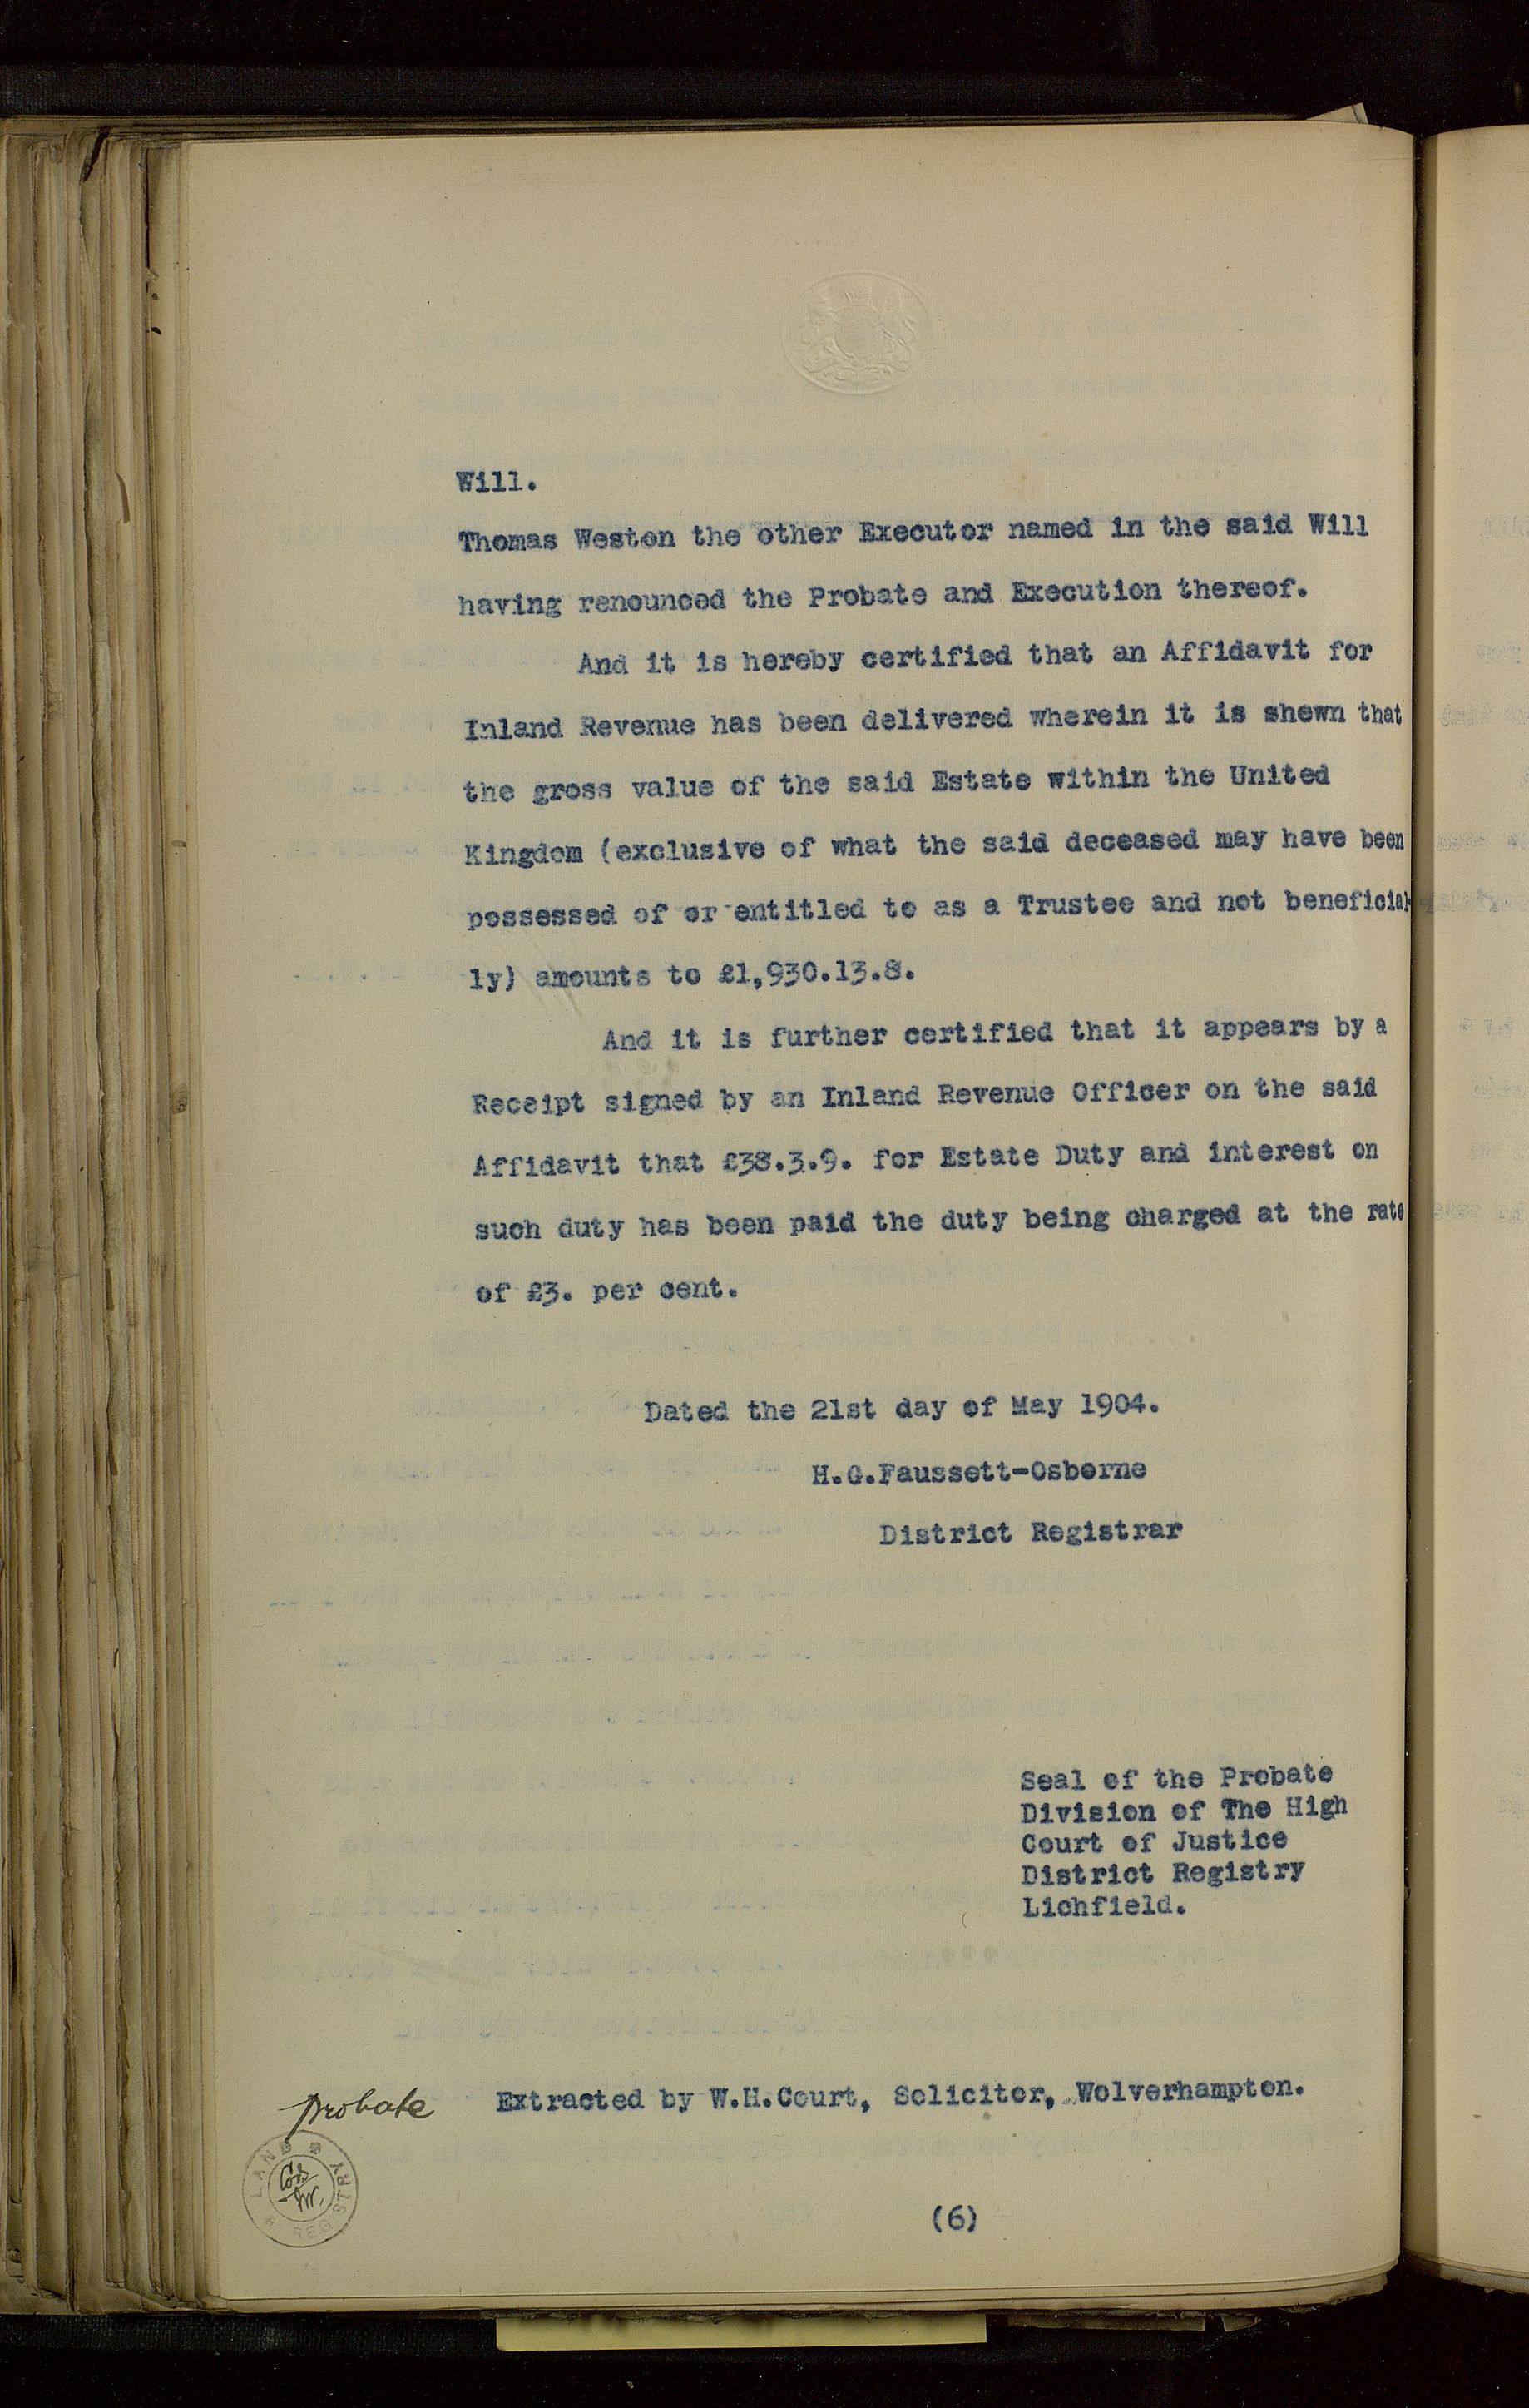 Will.
Thomas Weston the other Executor named in the said Will
having renounced the Probate and Execution thereof.
And it is hereby certified that an Affidavit for
Inland Revenue has been delivered wherein it is shewn that
the gross value of the said Estate within the United
Kingdom (exclusive of what the said deceased may have been
possessed of or entitled to as a Trustee and not beneficial-
ly) amounts to £1,930.13.8.
And it is further certified that it appears by a
Receipt signed by an Inland Revenue Officer on the said
Affidavit that £38.3.9. for Estate Duty and interest on
such duty has been paid the duty being charged at the rate
of £3. per cent.
Dated the 21st day of May 1904.
H.G.Faussett-Osborne
District Registrar
Seal of the Probate
Division of The High
Court of Justice
District Registry
Lichfield.
probate
Extracted by W.H.Court, Solicitor, Wolverhampton.
LAND REGISTRY
(6)